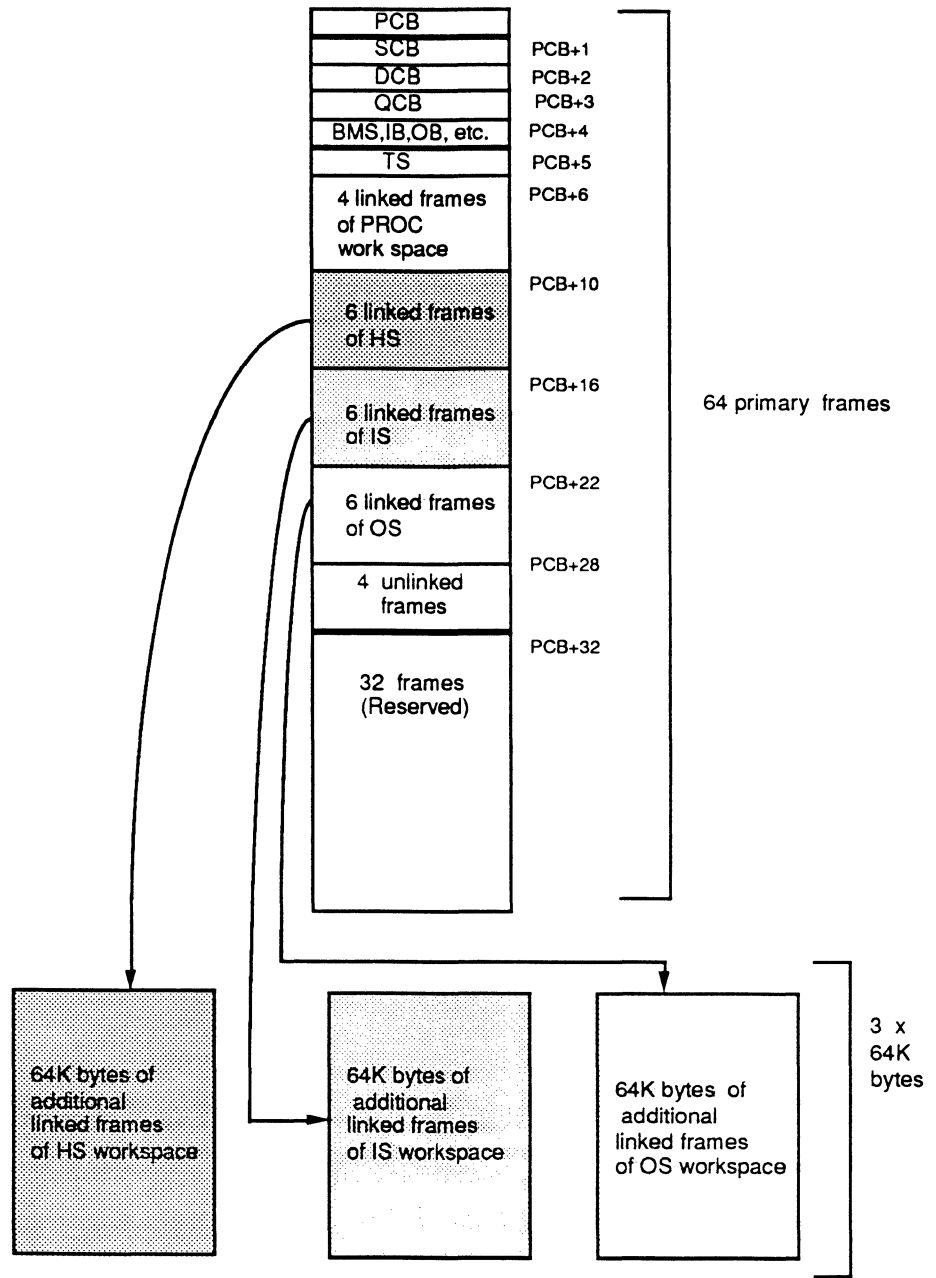 PCB
SCB PCB+1
DCB PCB+2
QCB PCB+3
BMS,IB,OB, etc. PCB+4
TS PCB+5
4 linked frames PCB+6
of PROC
work space
PCB+10
6 linked frames
of HS
PCB+16
64 primary frames
6 linked frames
of IS
PCB+22
6 linked frames
of OS
PCB+28
4 unlinked
frames
PCB+32
32 frames
(Reserved)
64K bytes of
additional
linked frames
of HS workspace
64K bytes of
additional
linked frames
of IS workspace
64K bytes of
additional
linked frames
of OS workspace
3 x
64K
bytes